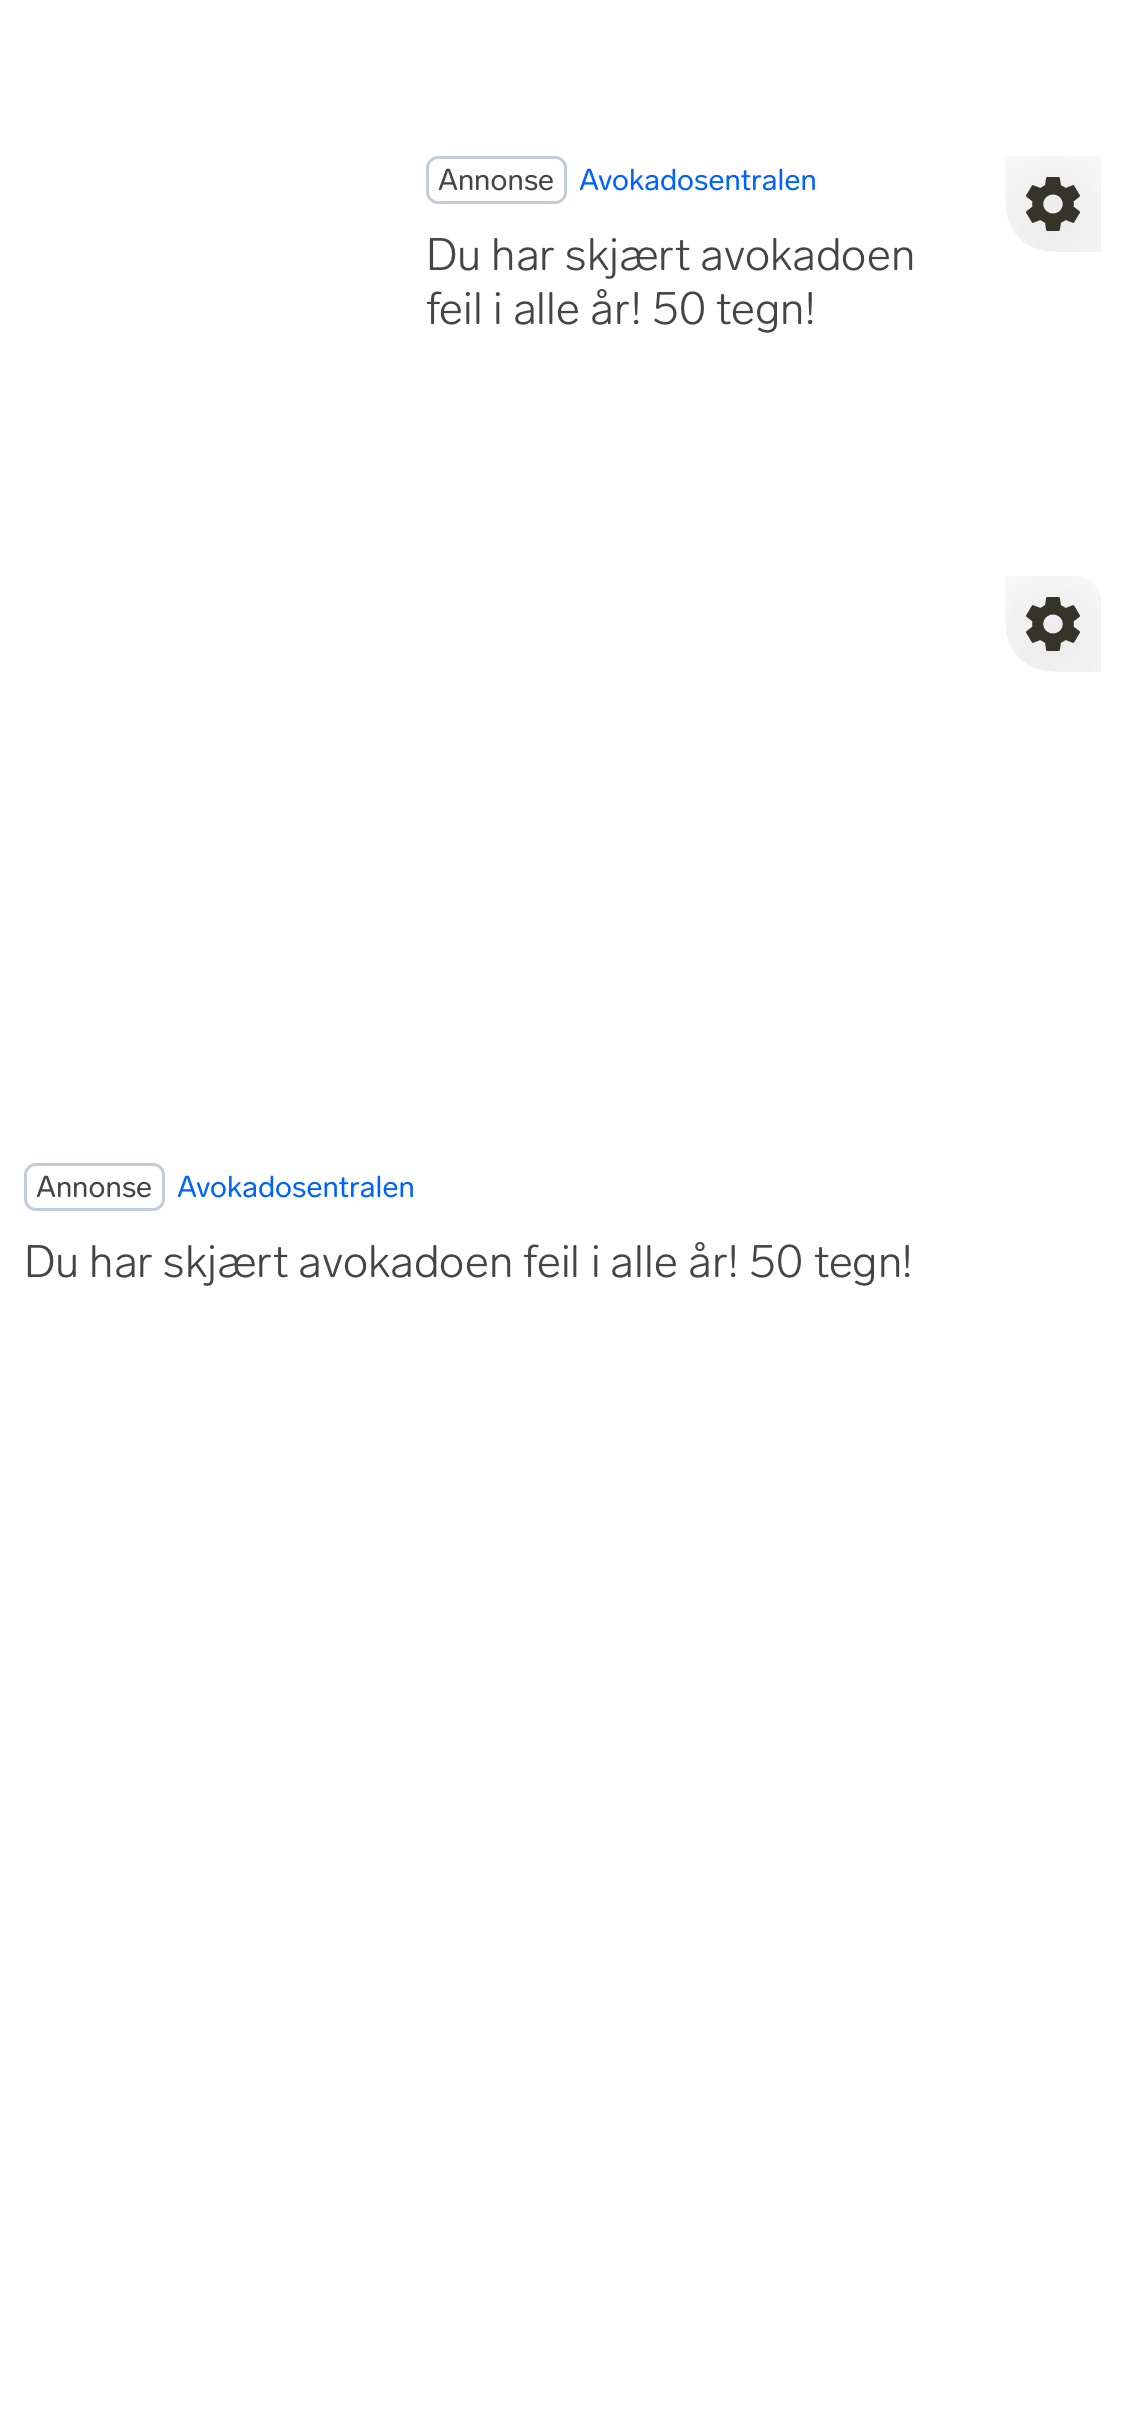 Annonse Avokadosentralen
Du har skjært avokadoen
feil i alle år! 50 tegn!
Annonse Avokadosentralen
Du har skjært avokadoen feil i alle år! 50 tegn!